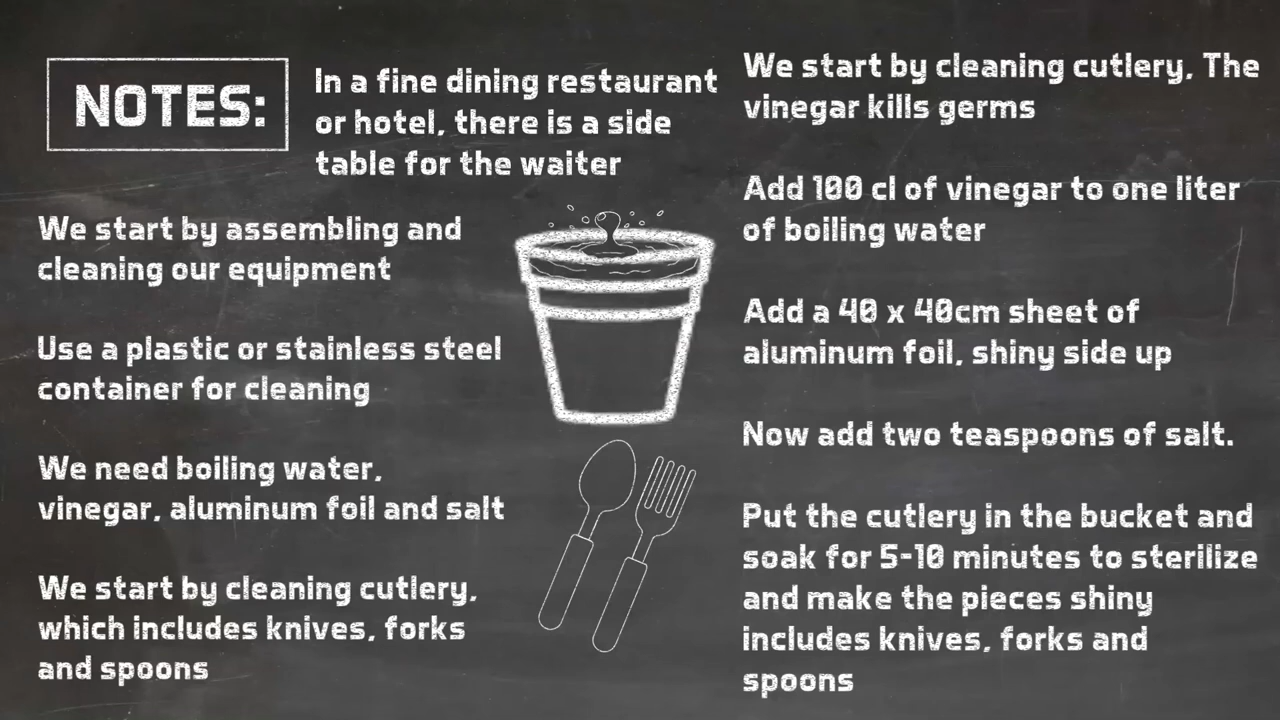 NOTES:
In a fine dining restaurant
or hotel, there is a side
table for the waiter
We start by assembling and
cleaning our equipment
Use a plastic or stainless steel
container for cleaning
We need boiling water,
vinegar, aluminum foil and salt
We start by cleaning cutlery,
which includes knives, forks
and spoons
We start by cleaning cutlery, The
vinegar kills germs
Add 100 cl of vinegar to one liter
of boiling water
Add a 40 x 40cm sheet of
aluminum foil, shiny side up
Now add two teaspoons of salt.
Put the cutlery in the bucket and
soak for 5-10 minutes to sterilize
and make the pieces shiny
includes knives, forks and
spoons